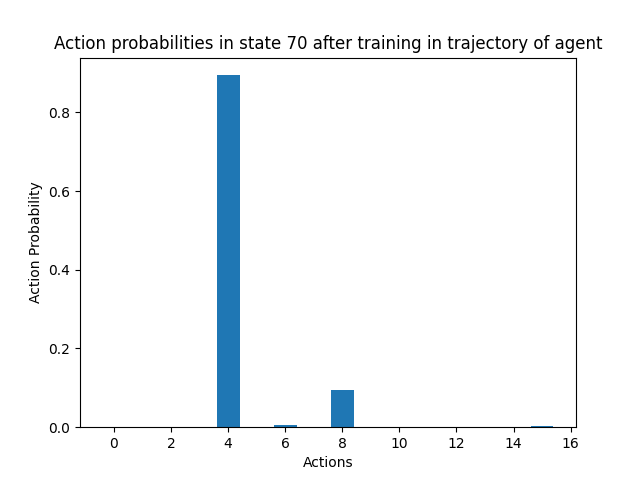 Action probabilities in state 70 after training in trajectory of agent
Action Probability
0.8
0.6
0.4
0.2
0.0
0 2 4 6 8 10 12 14 16
Actions